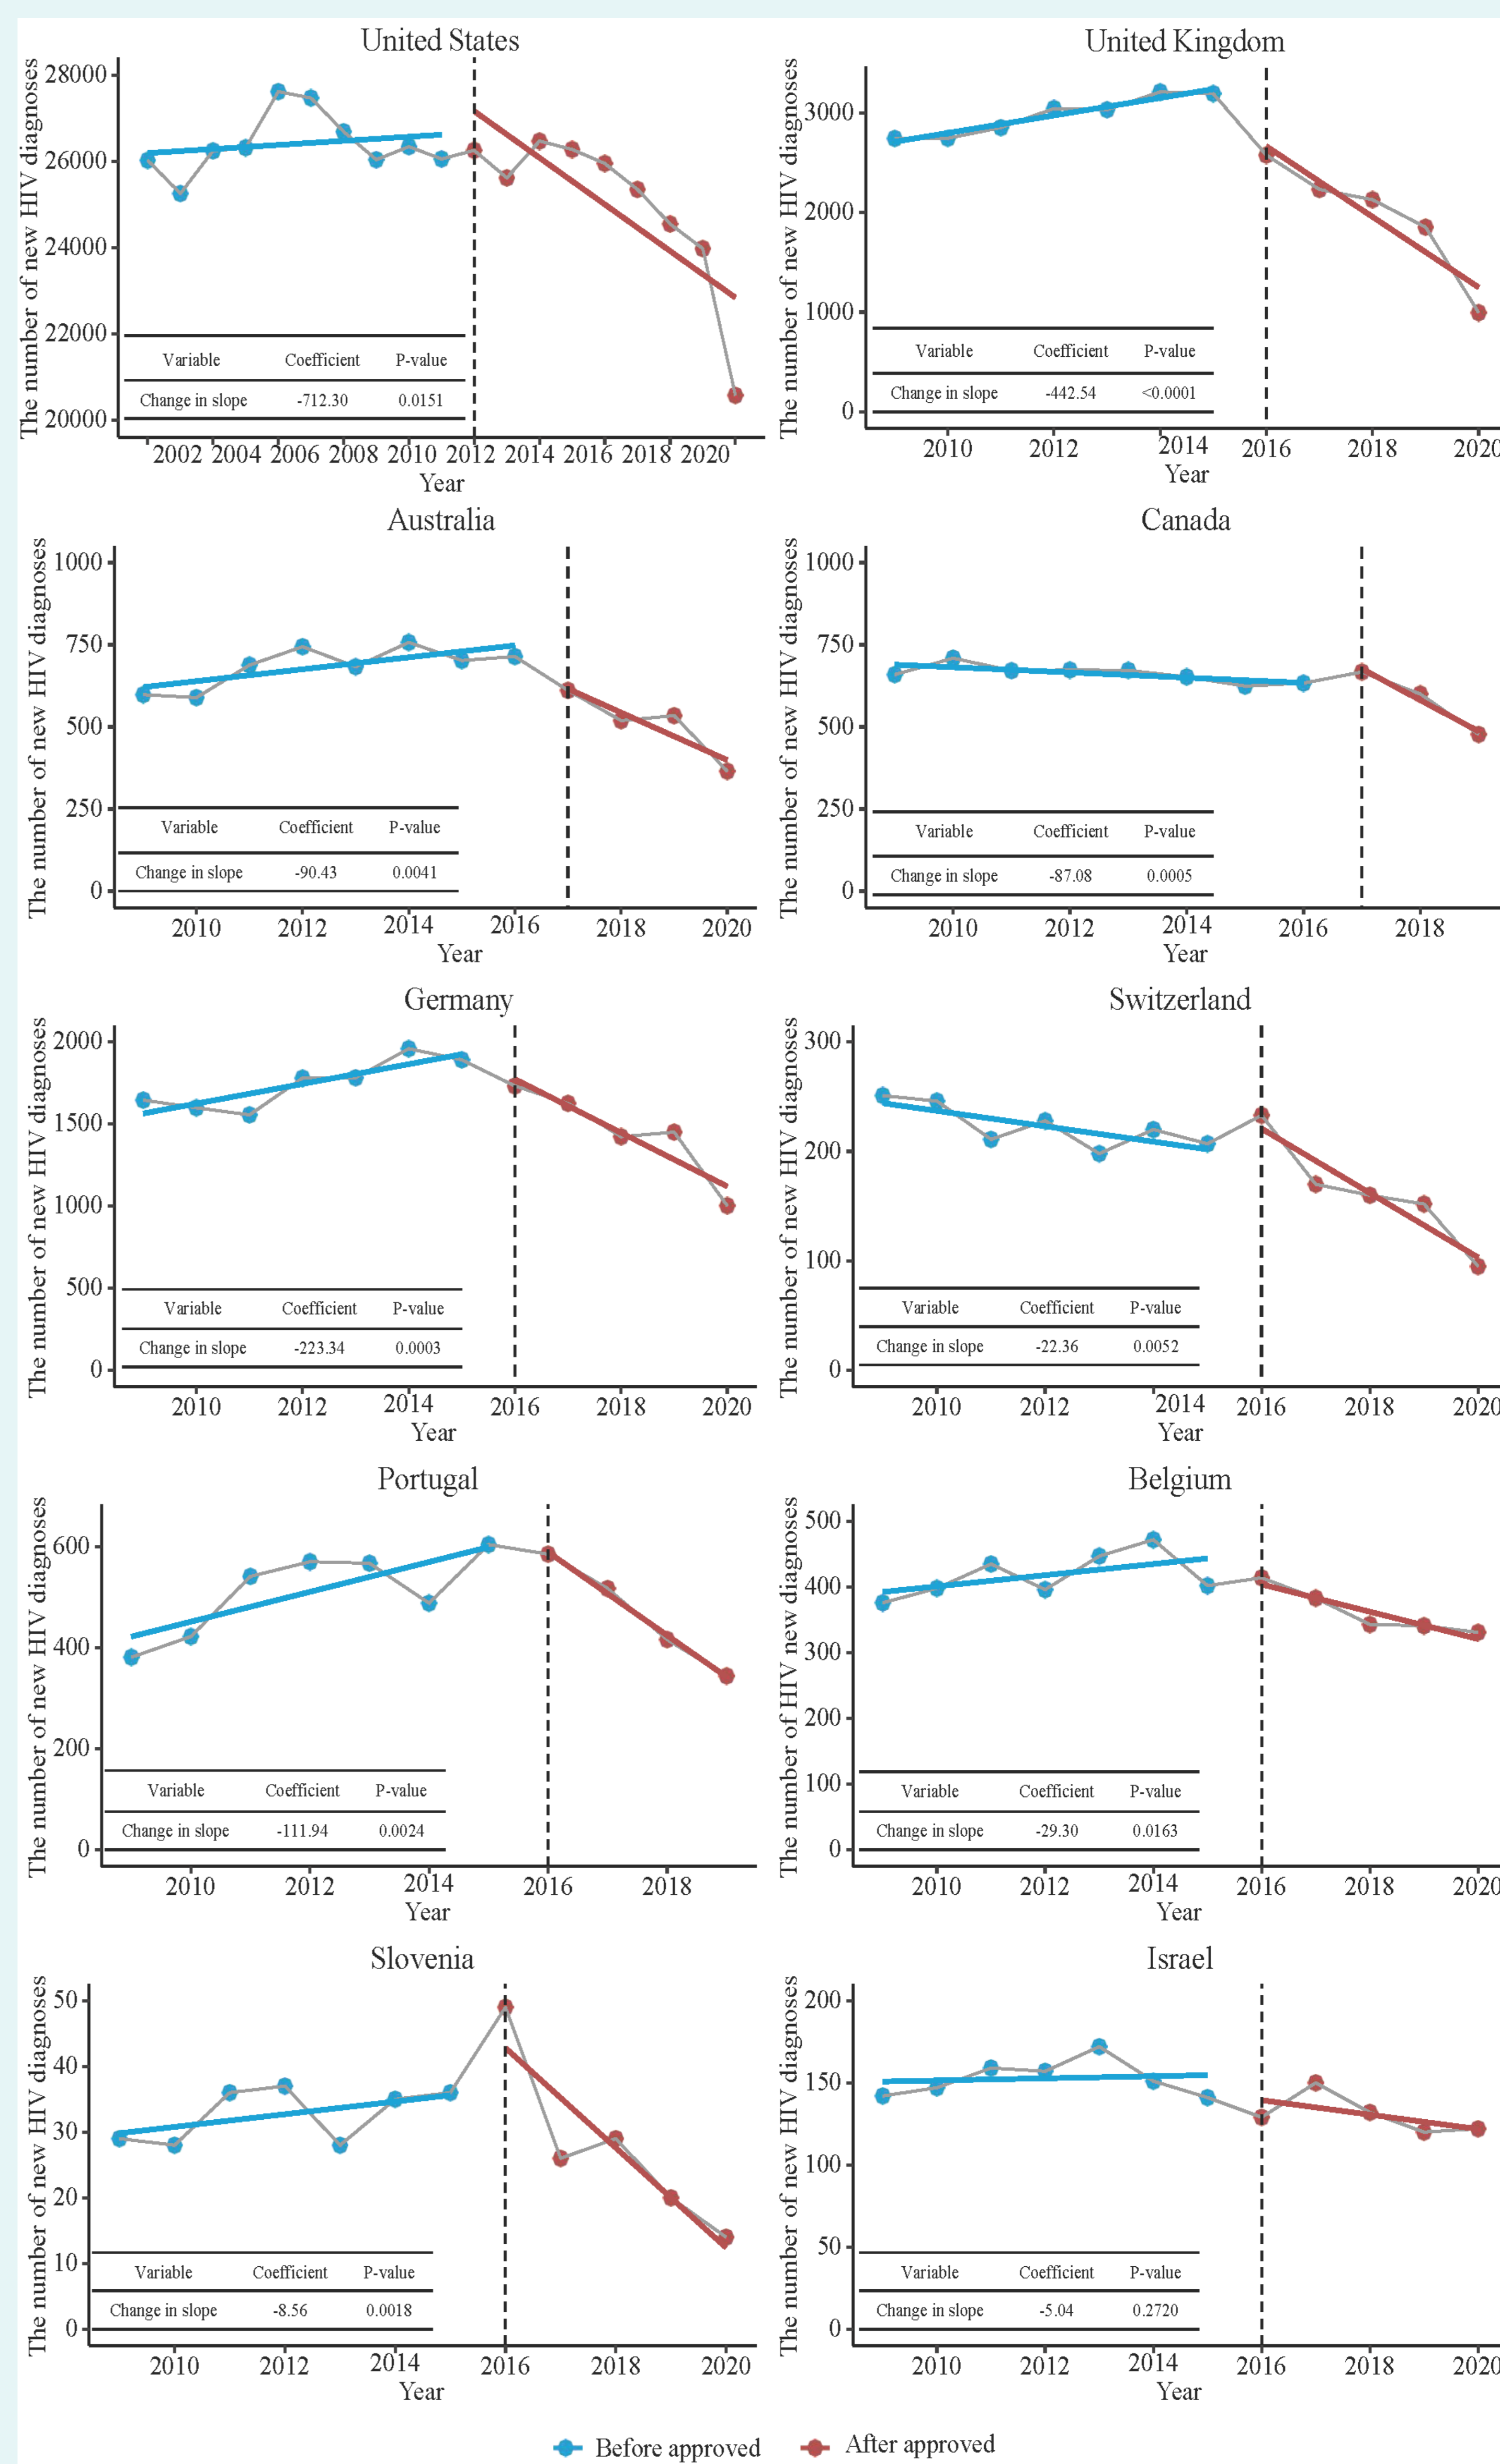 United States
The number of new HIV diagnoses
28000
26000
24000
22000
20000
Variable Coefficient P-value
Change in slope -712.30 0.0151
2002 2004 2006 2008 2010 2012 2014 2016 2018 2020
Year
United Kingdom
The number of new HIV diagnoses
3000
2000
1000
0
Variable Coefficient P-value
Change in slope -442.54 <0.0001
2010 2012 2014 2016 2018 2020
Year
Australia
The number of new HIV diagnoses
1000
750
500
250
0
Variable Coefficient P-value
Change in slope -90.43 0.0041
2010 2012 2014 2016 2018 2020
Year
Canada
The number of new HIV diagnoses
1000
750
500
250
0
Variable Coefficient P-value
Change in slope -87.08 0.0005
2010 2012 2014 2016 2018
Year
Germany
The number of new HIV diagnoses
2000
1500
1000
500
0
Variable Coefficient P-value
Change in slope -223.34 0.0003
2010 2012 2014 2016 2018 2020
Year
Switzerland
The number of new HIV diagnoses
300
200
100
0
Variable Coefficient P-value
Change in slope -22.36 0.0052
2010 2012 2014 2016 2018 2020
Year
Portugal
The number of new HIV diagnoses
600
400
200
0
Variable Coefficient P-value
Change in slope -111.94 0.0024
2010 2012 2014 2016 2018
Year
Belgium
The number of HIV new diagnoses
500
400
300
200
100
0
Variable Coefficient P-value
Change in slope -29.30 0.0163
2010 2012 2014 2016 2018 2020
Year
Slovenia
The number of new HIV diagnoses
50
40
30
20
10
0
Variable Coefficient P-value
Change in slope -8.56 0.0018
2010 2012 2014 2016 2018 2020
Year
Israel
The number of new HIV diagnoses
200
150
100
50
0
Variable Coefficient P-value
Change in slope -5.04 0.2720
2010 2012 2014 2016 2018 2020
Year
Before approved After approved